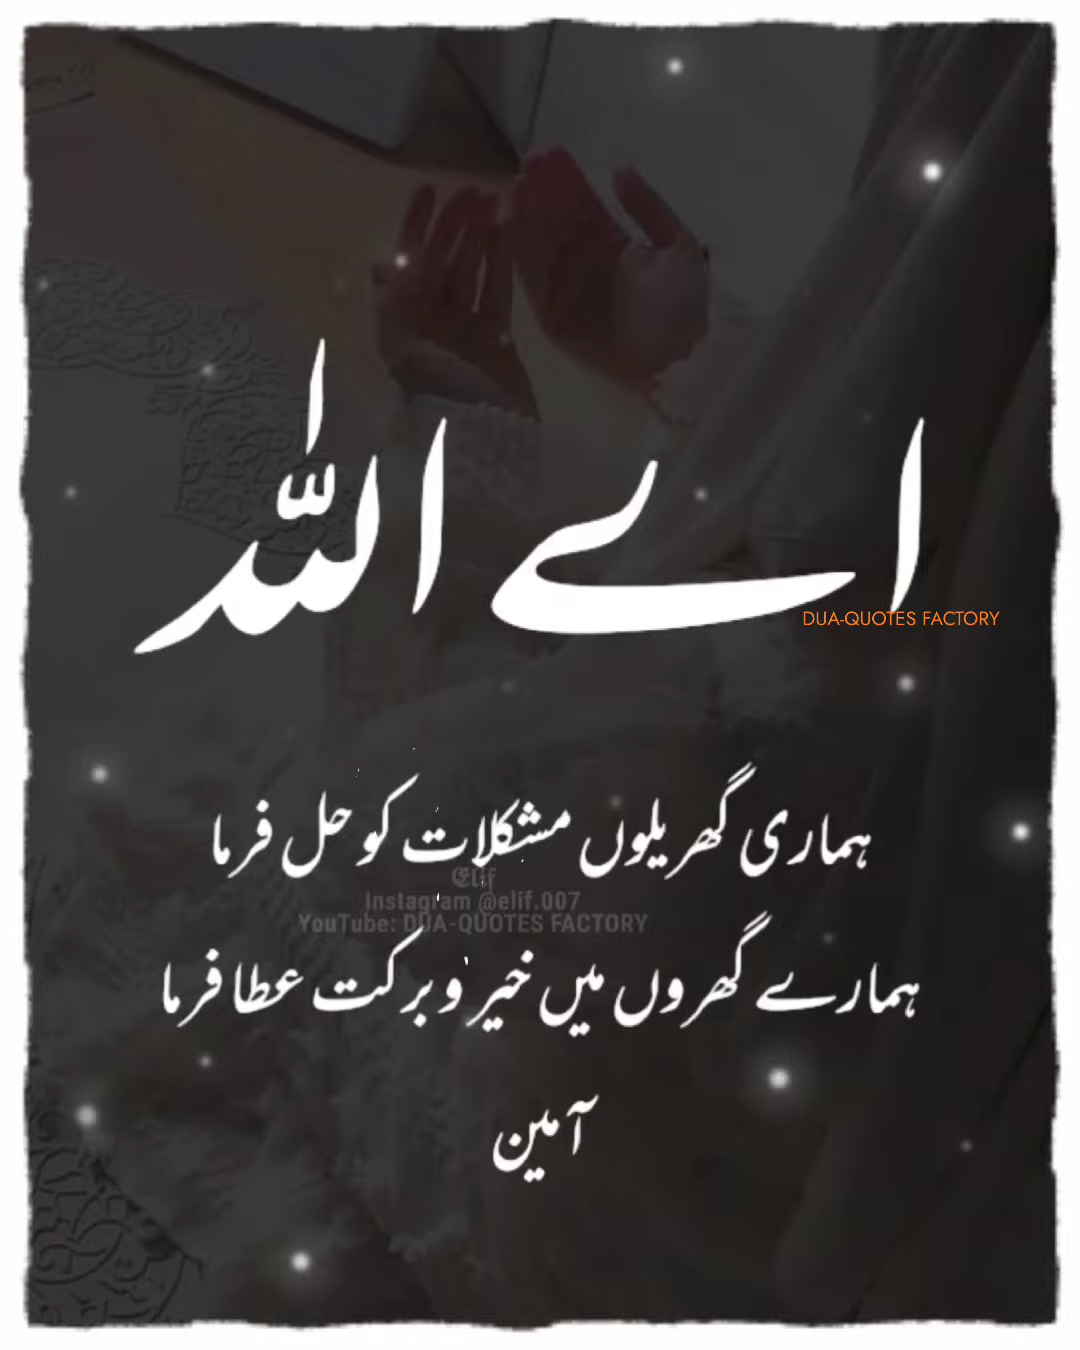 اے اللہ
DUA-QUOTES FACTORY
ہماری گھریلوں مشکلات کو حل فرما
Elif
Instagram @elif.007
YouTube: DUA-QUOTES FACTORY
ہمارے گھروں میں خیر و برکت عطا فرما
آمین